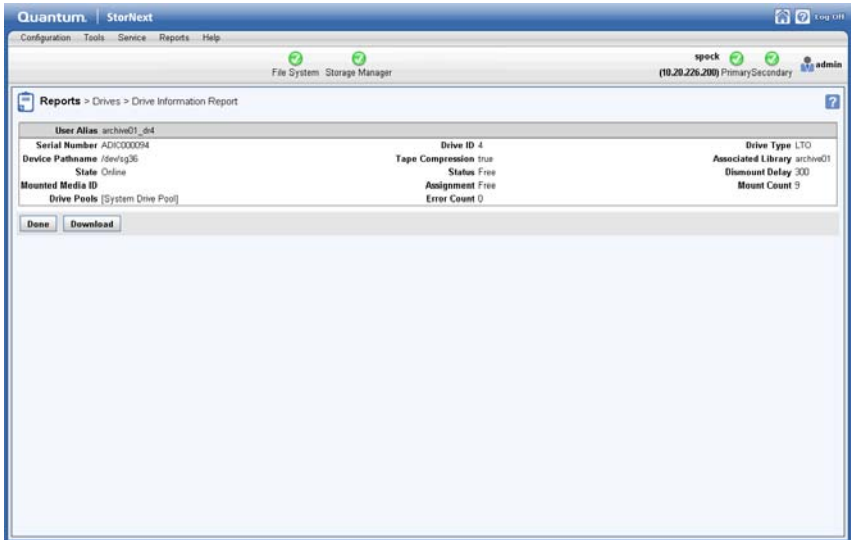 Quantum. StorNext Log Off
Configuration Tools Service Reports Help
File System Storage Manager
spock
(10.20.226.200) Primary Secondary admin
Reports > Drives > Drive Information Report
User Alias archive01_dr4
Serial Number ADIC000094 Drive ID 4 Drive Type LTO
Device Pathname /dev/sg36 Tape Compression true Associated Library archive01
State Online Status Free Dismount Delay 300
Mounted Media ID Assignment Free Mount Count 9
Drive Pools [System Drive Pool] Error Count 0
Done Download